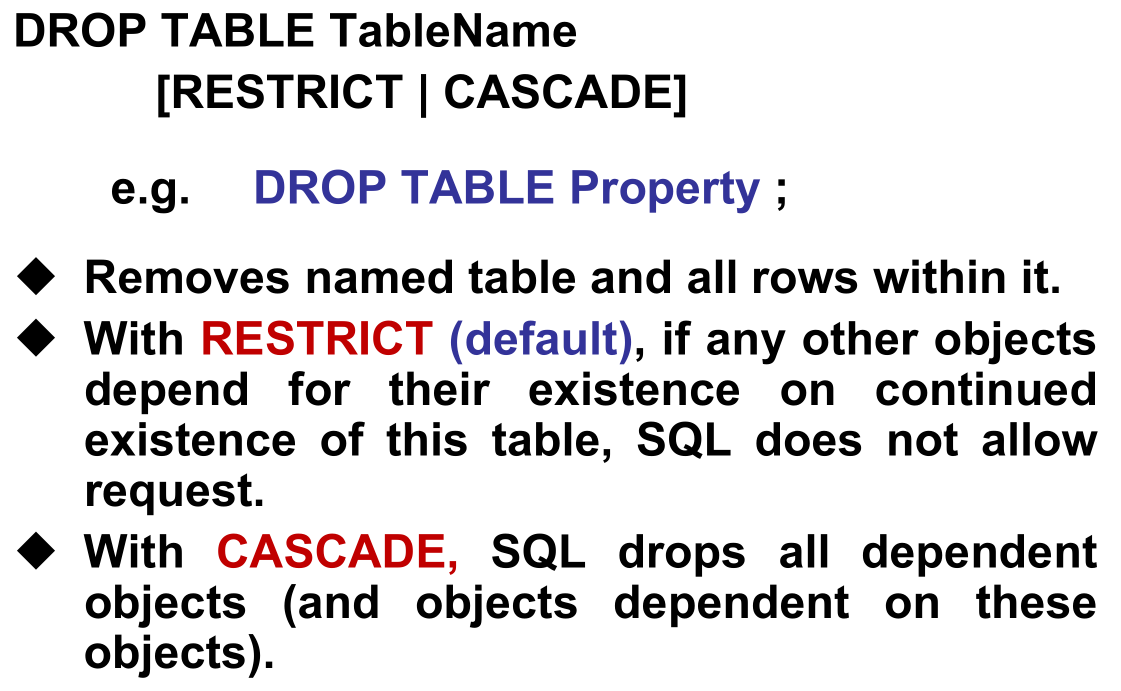 DROP TABLE TableName
[RESTRICT | CASCADE]
e.g. DROP TABLE Property ;
◆ Removes named table and all rows within it.
◆ With RESTRICT (default), if any other objects
depend for their existence on continued
existence of this table, SQL does not allow
request.
◆ With CASCADE, SQL drops all dependent
objects (and objects dependent on these
objects).